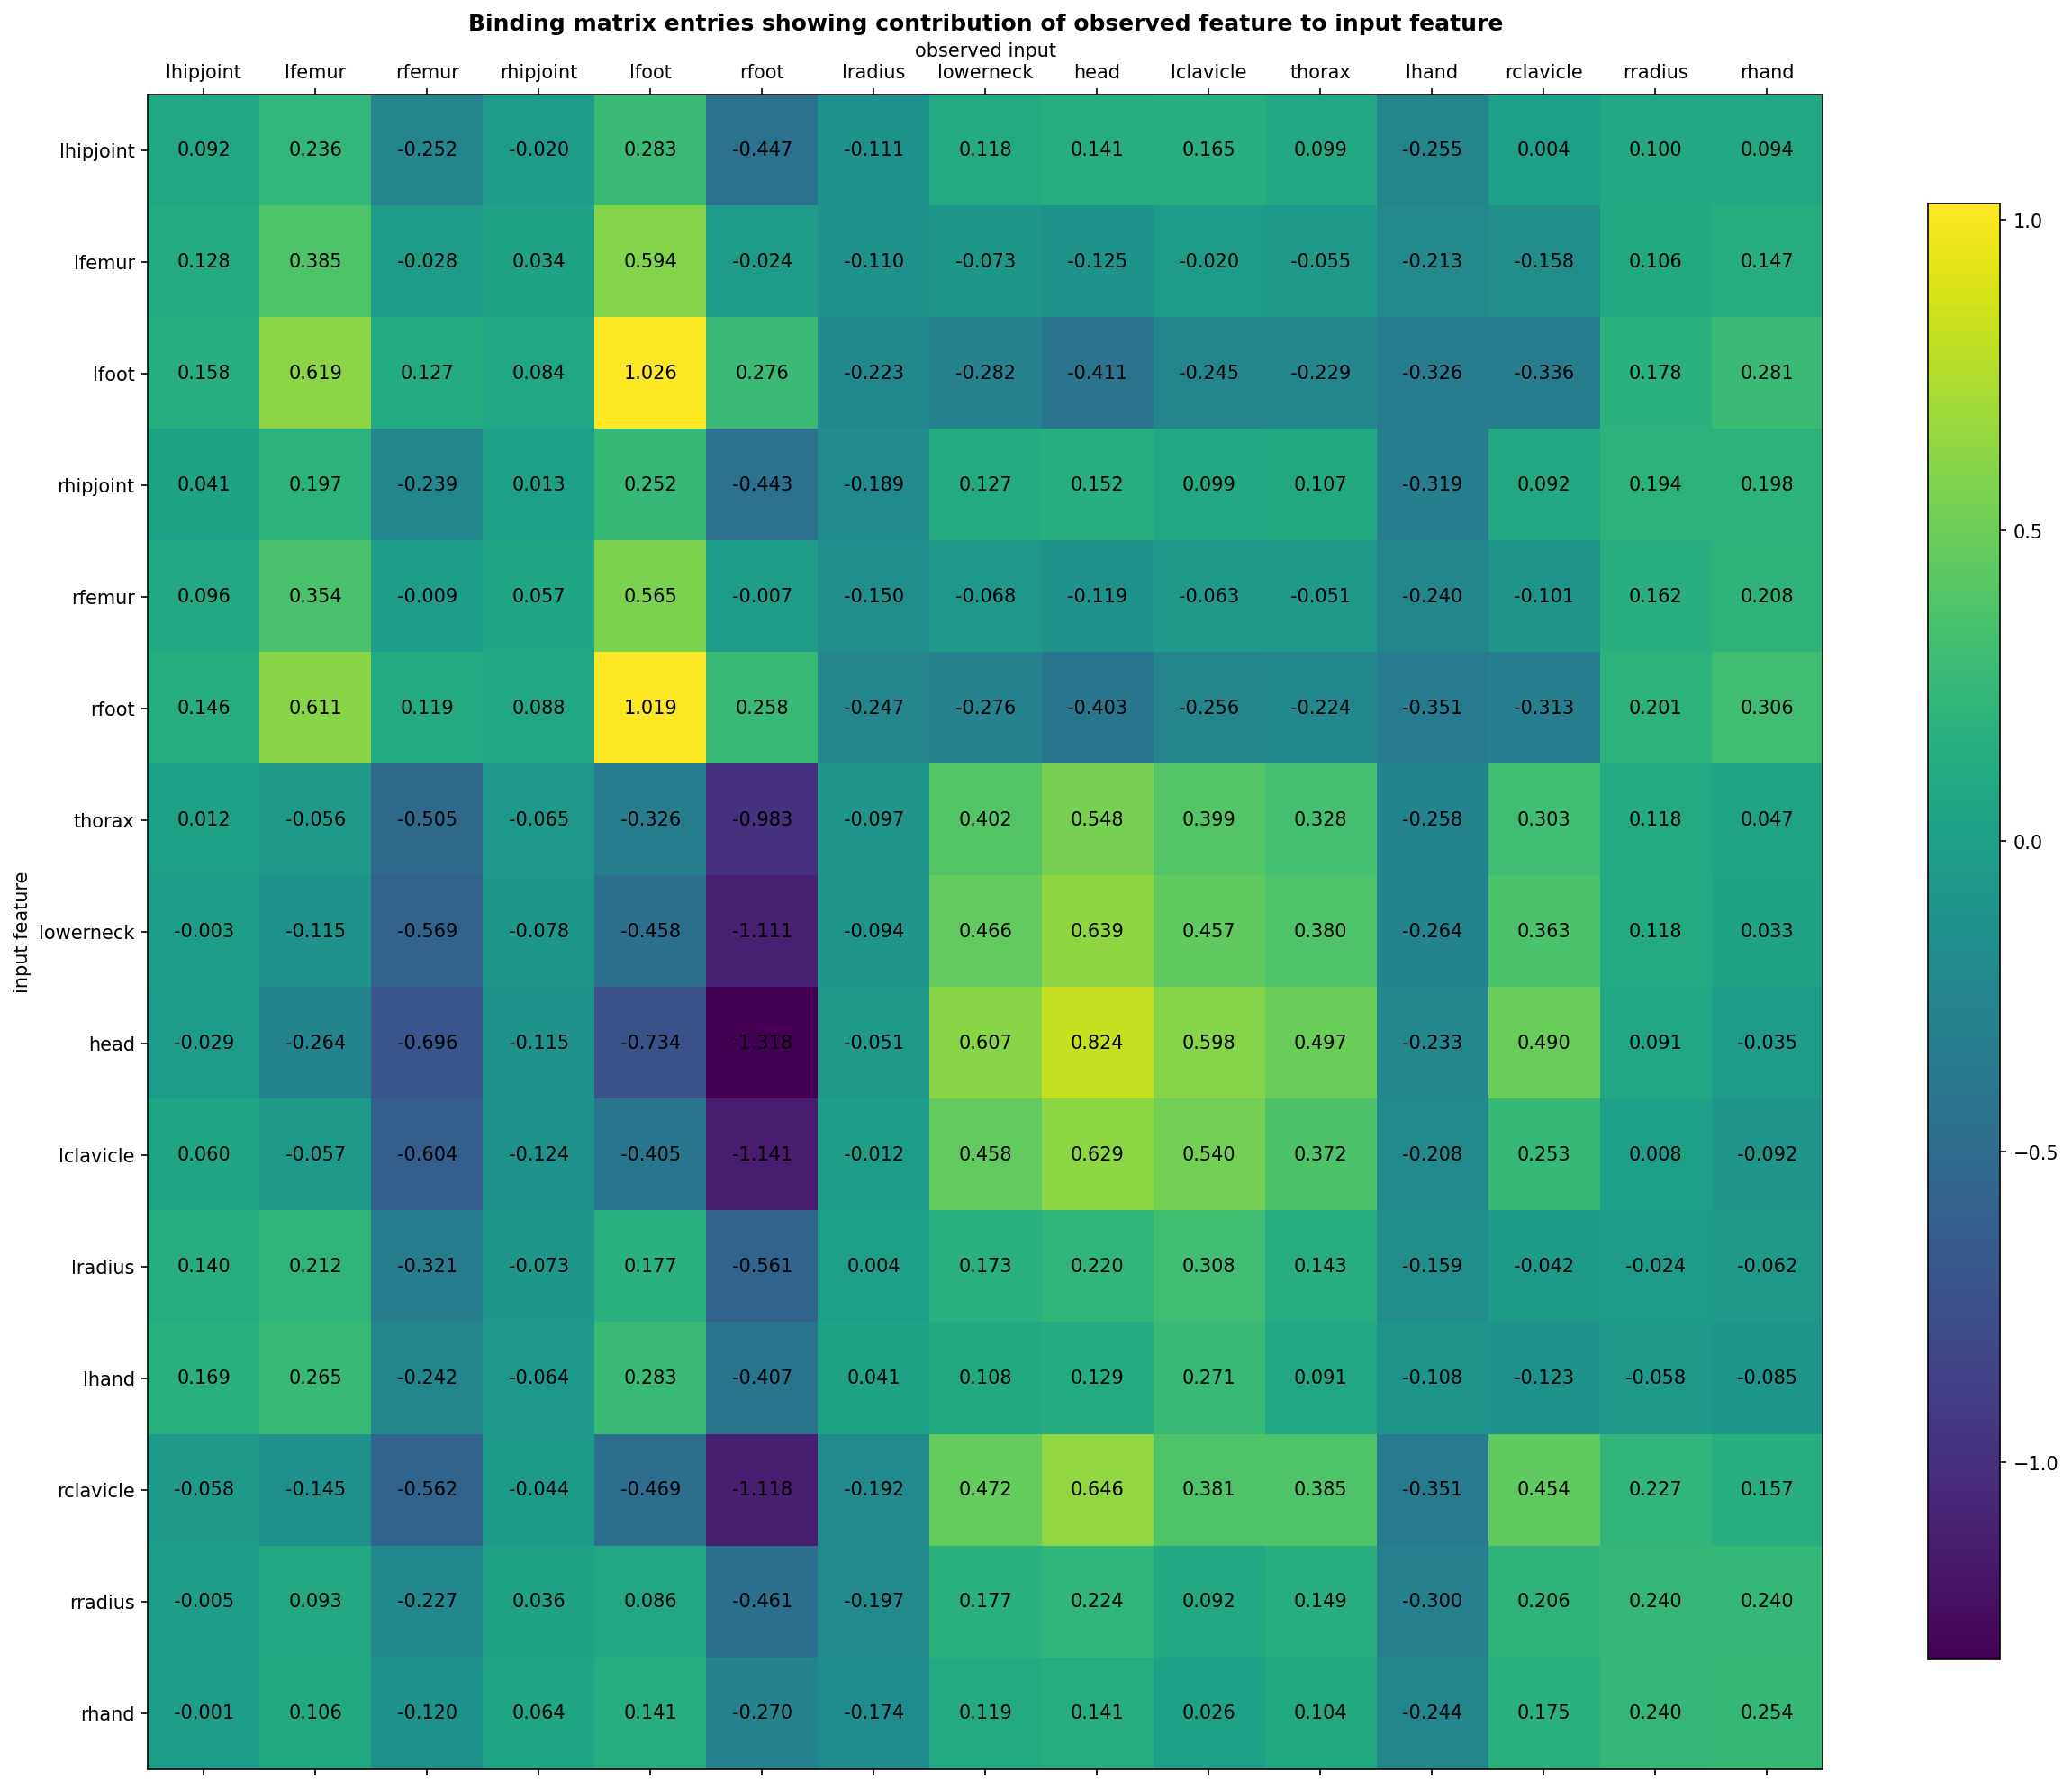 Binding matrix entries showing contribution of observed feature to input feature
observed input
lhipjoint lfemur rfemur rhipjoint lfoot rfoot lradius lowerneck head lclavicle thorax lhand rclavicle rradius rhand
lhipjoint 0.092 0.236 -0.252 -0.020 0.283 -0.447 -0.111 0.118 0.141 0.165 0.099 -0.255 0.004 0.100 0.094
lfemur 0.128 0.385 -0.028 0.034 0.594 -0.024 -0.110 -0.073 -0.125 -0.020 -0.055 -0.213 -0.158 0.106 0.147
lfoot 0.158 0.619 0.127 0.084 1.026 0.276 -0.223 -0.282 -0.411 -0.245 -0.229 -0.326 -0.336 0.178 0.281
rhipjoint 0.041 0.197 -0.239 0.013 0.252 -0.443 -0.189 0.127 0.152 0.099 0.107 -0.319 0.092 0.194 0.198
rfemur 0.096 0.354 -0.009 0.057 0.565 -0.007 -0.150 -0.068 -0.119 -0.063 -0.051 -0.240 -0.101 0.162 0.208
rfoot 0.146 0.611 0.119 0.088 1.019 0.258 -0.247 -0.276 -0.403 -0.256 -0.224 -0.351 -0.313 0.201 0.306
thorax 0.012 -0.056 -0.505 -0.065 -0.326 -0.983 -0.097 0.402 0.548 0.399 0.328 -0.258 0.303 0.118 0.047
lowerneck -0.003 -0.115 -0.569 -0.078 -0.458 -1.111 -0.094 0.466 0.639 0.457 0.380 -0.264 0.363 0.118 0.033
head -0.029 -0.264 -0.696 -0.115 -0.734 -1.318 -0.051 0.607 0.824 0.598 0.497 -0.233 0.490 0.091 -0.035
lclavicle 0.060 -0.057 -0.604 -0.124 -0.405 -1.141 -0.012 0.458 0.629 0.540 0.372 -0.208 0.253 0.008 -0.092
lradius 0.140 0.212 -0.321 -0.073 0.177 -0.561 0.004 0.173 0.220 0.308 0.143 -0.159 -0.042 -0.024 -0.062
lhand 0.169 0.265 -0.242 -0.064 0.283 -0.407 0.041 0.108 0.129 0.271 0.091 -0.108 -0.123 -0.058 -0.085
rclavicle -0.058 -0.145 -0.562 -0.044 -0.469 -1.118 -0.192 0.472 0.646 0.381 0.385 -0.351 0.454 0.227 0.157
rradius -0.005 0.093 -0.227 0.036 0.086 -0.461 -0.197 0.177 0.224 0.092 0.149 -0.300 0.206 0.240 0.240
rhand -0.001 0.106 -0.120 0.064 0.141 -0.270 -0.174 0.119 0.141 0.026 0.104 -0.244 0.175 0.240 0.254
input feature
1.0
0.5
0.0
−0.5
−1.0